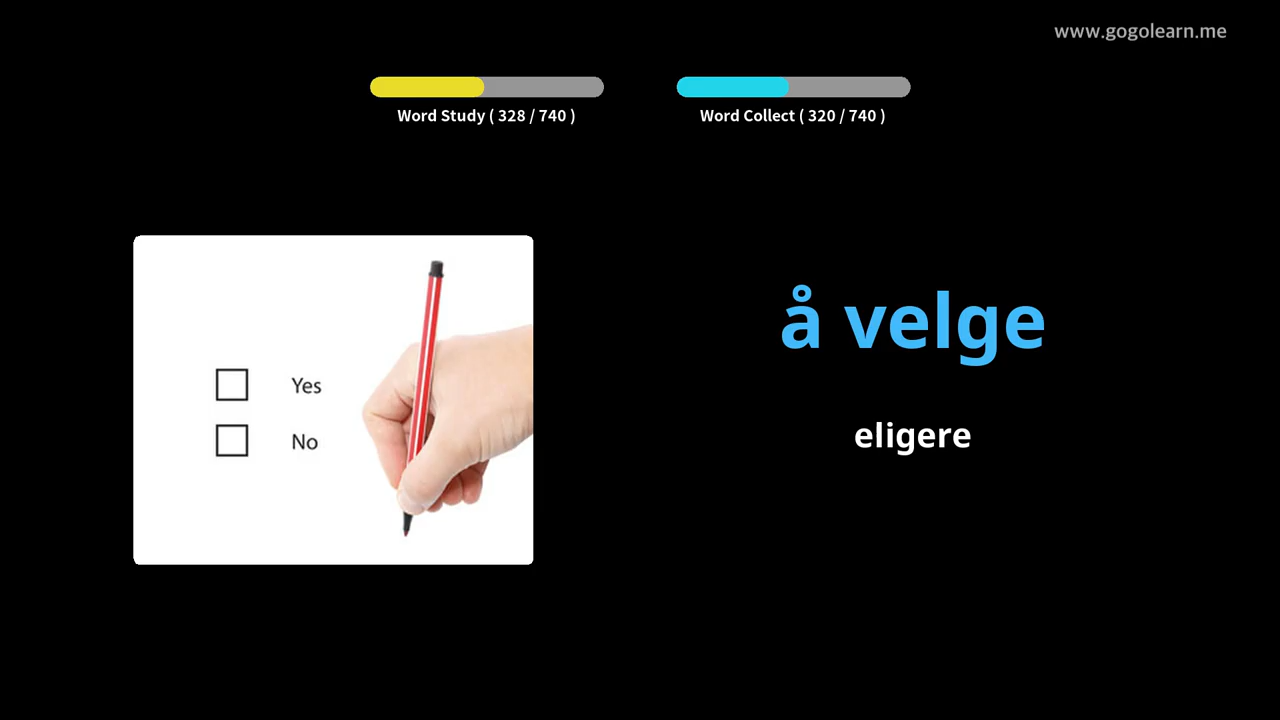 www.gogolearn.me
Word Study ( 328 / 740 )
Word Collect ( 320 / 740 )
Yes
No
å velge
eligere